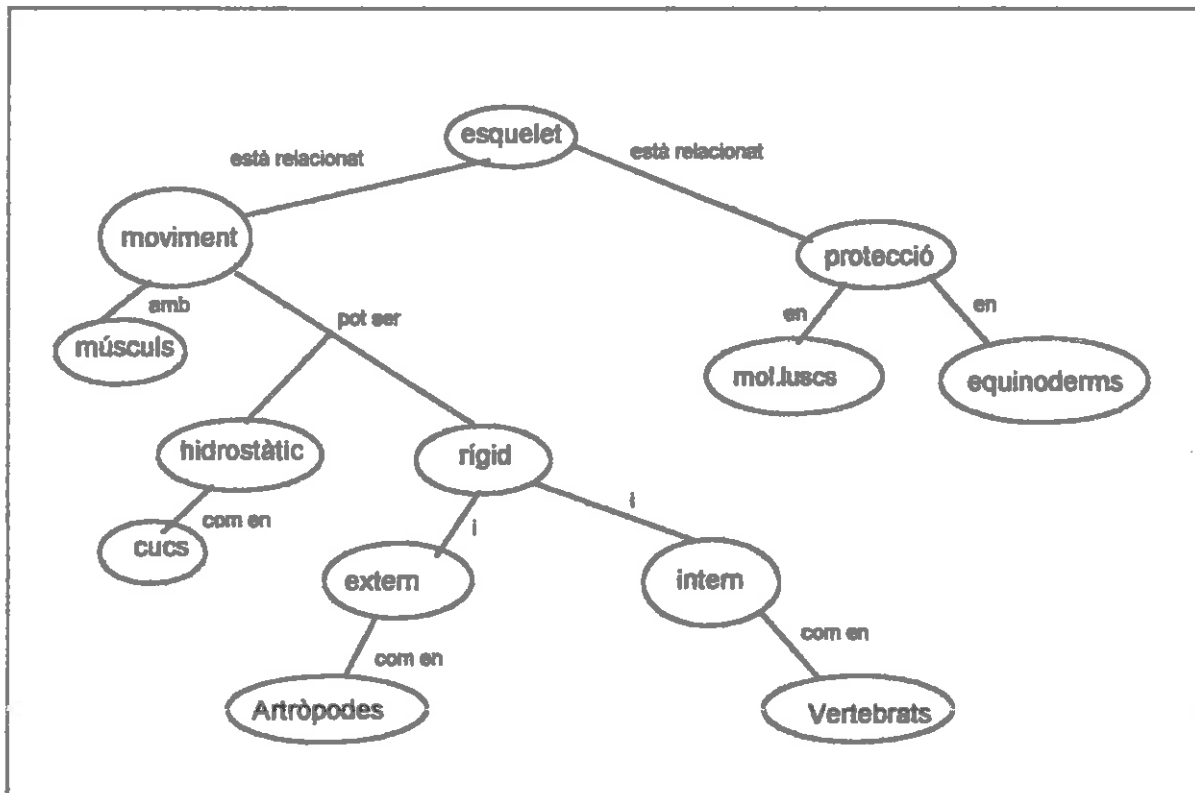 esquelet
està relacionat
està relacionat
moviment
protecció
amb
pot ser
en
en
músculs
mol.luscs
equinoderms
hidrostàtic
rígid
com en
i
i
cucs
extern
intern
com en
com en
Artròpodes
Vertebrats